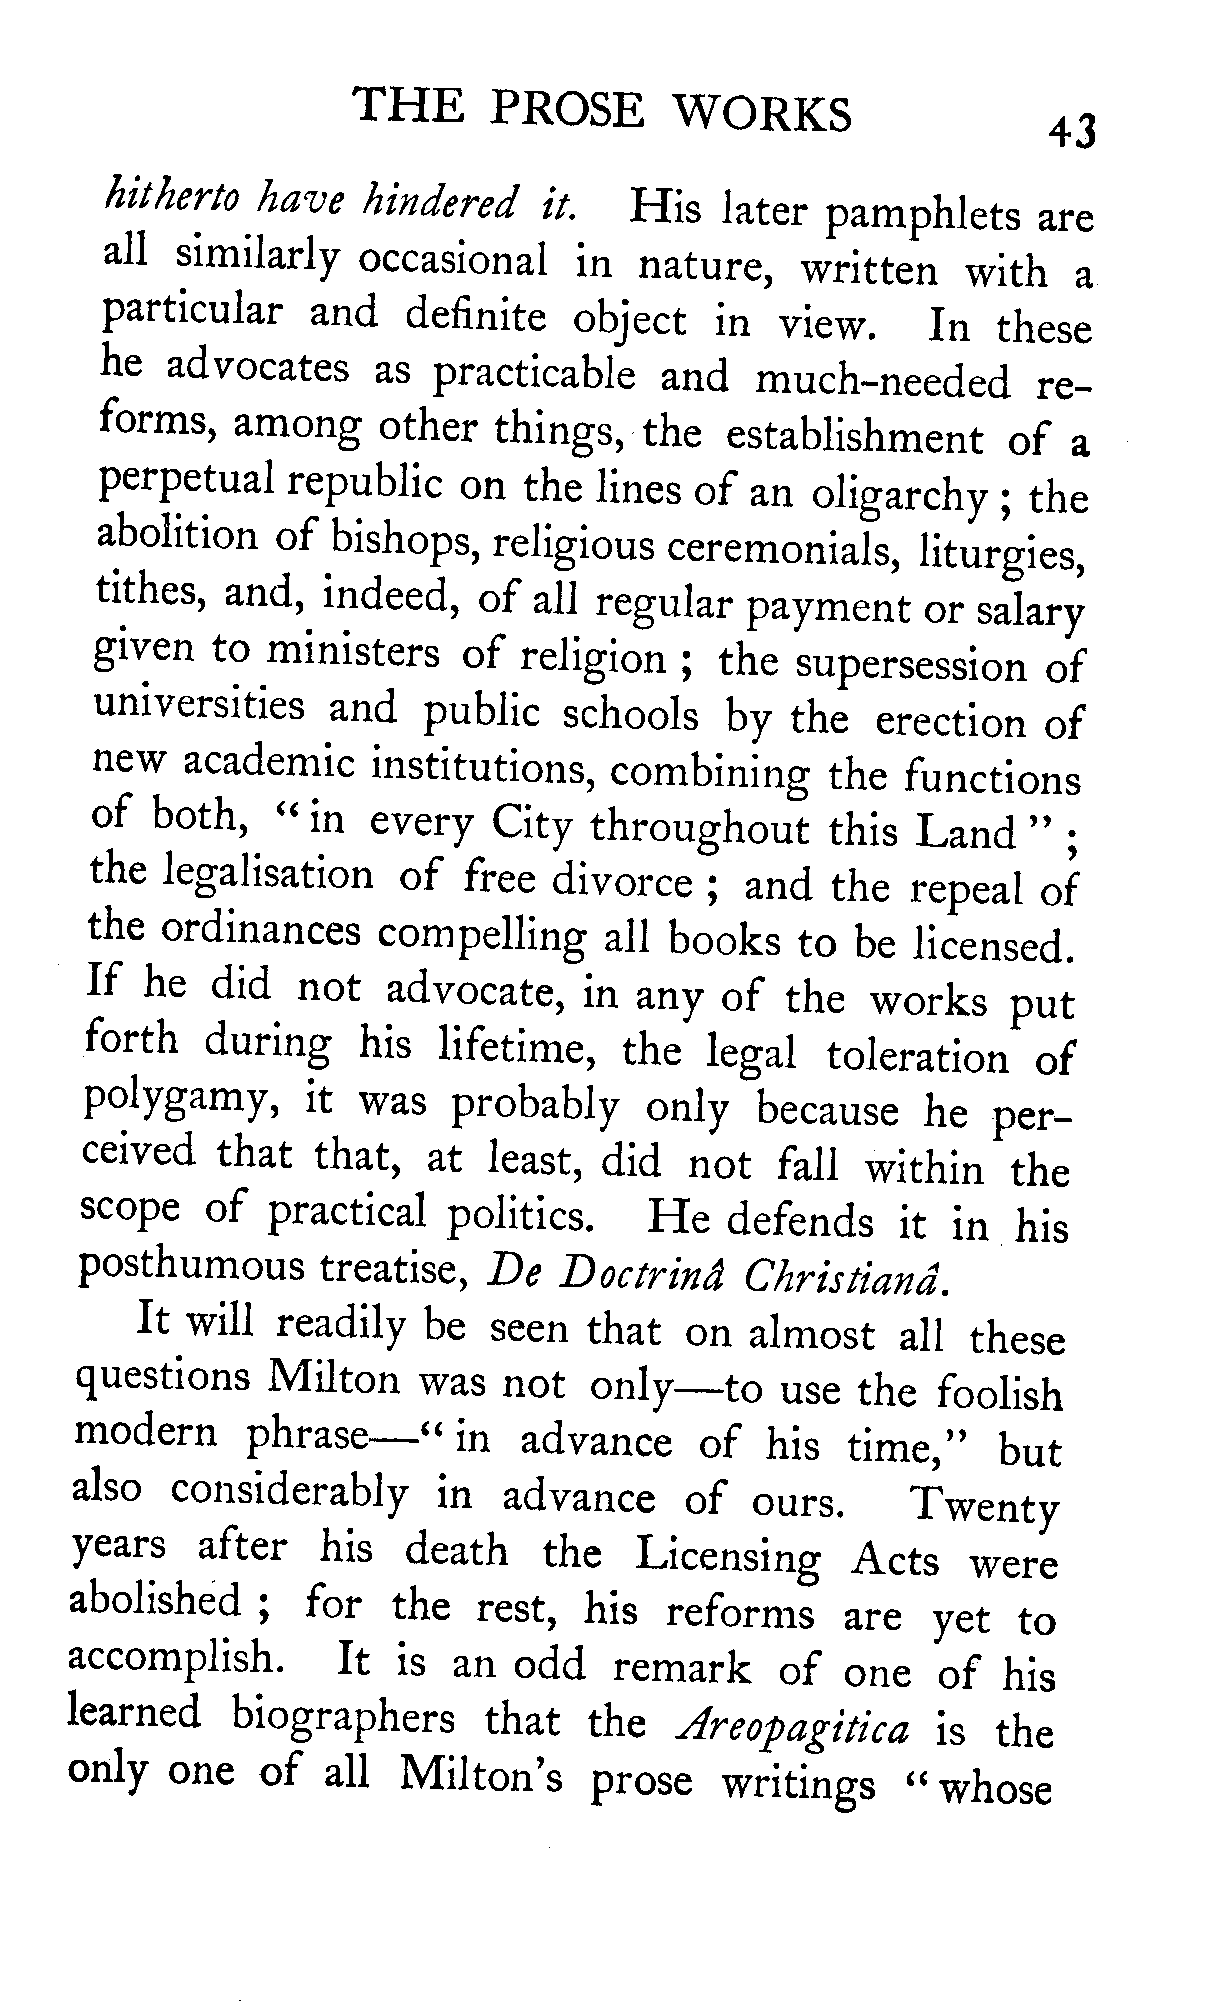 THE PROSE WORKS 43
hitherto have hindered it. His later pamphlets are
all similarly occasional in nature, written with a
particular and definite object in view. In these
he advocates as practicable and much-needed re-
forms, among other things, the establishment of a
perpetual republic on the lines of an oligarchy ; the
abolition of bishops, religious ceremonials, liturgies,
tithes, and, indeed, of all regular payment or salary
given to ministers of religion ; the supersession of
universities and public schools by the erection of
new academic institutions, combining the functions
of both, “ in every City throughout this Land ” ;
the legalisation of free divorce ; and the repeal of
the ordinances compelling all books to be licensed.
If he did not advocate, in any of the works put
forth during his lifetime, the legal toleration of
polygamy, it was probably only because he per-
ceived that that, at least, did not fall within the
scope of practical politics. He defends it in his
posthumous treatise, De Doctrinâ Christianâ.
It will readily be seen that on almost all these
questions Milton was not only—to use the foolish
modern phrase—“ in advance of his time,” but
also considerably in advance of ours. Twenty
years after his death the Licensing Acts were
abolished ; for the rest, his reforms are yet to
accomplish. It is an odd remark of one of his
learned biographers that the Areopagitica is the
only one of all Milton’s prose writings “ whose